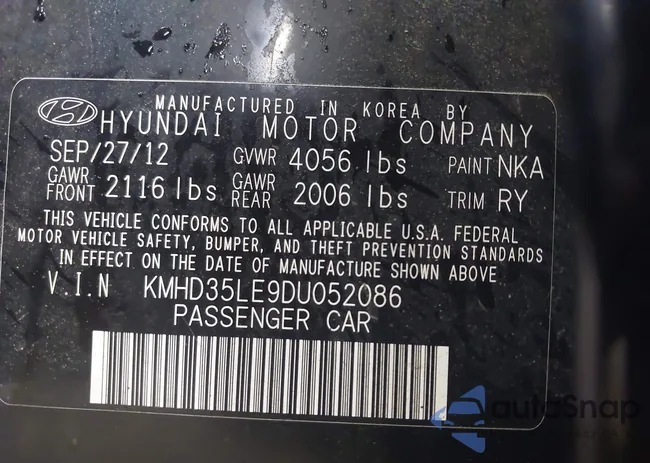 MANUFACTURED IN KOREA BY
HYUNDAI MOTOR COMPANY
SEP/27/12 GVWR 4056 lbs PAINT NKA
GAWR FRONT 2116 lbs GAWR REAR 2006 lbs TRIM RY
THIS VEHICLE CONFORMS TO ALL APPLICABLE U.S.A. FEDERAL
MOTOR VEHICLE SAFETY, BUMPER, AND THEFT PREVENTION STANDARDS
IN EFFECT ON THE DATE OF MANUFACTURE SHOWN ABOVE
V.I.N KMHD35LE9DU052086
PASSENGER CAR
autoSnap